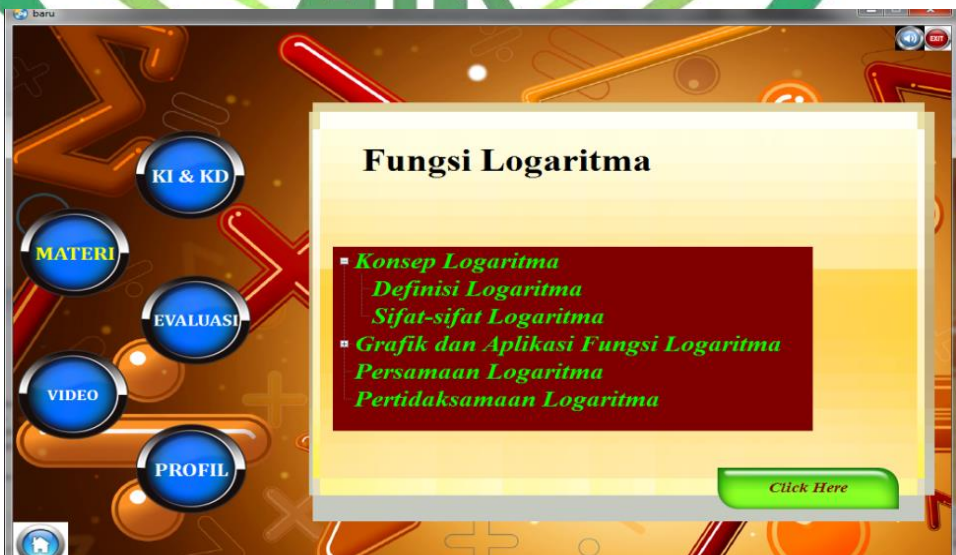 baru
EXIT
KI & KD
MATERI
EVALUASI
VIDEO
PROFIL
Fungsi Logaritma
Konsep Logaritma
Definisi Logaritma
Sifat-sifat Logaritma
Grafik dan Aplikasi Fungsi Logaritma
Persamaan Logaritma
Pertidaksamaan Logaritma
Click Here